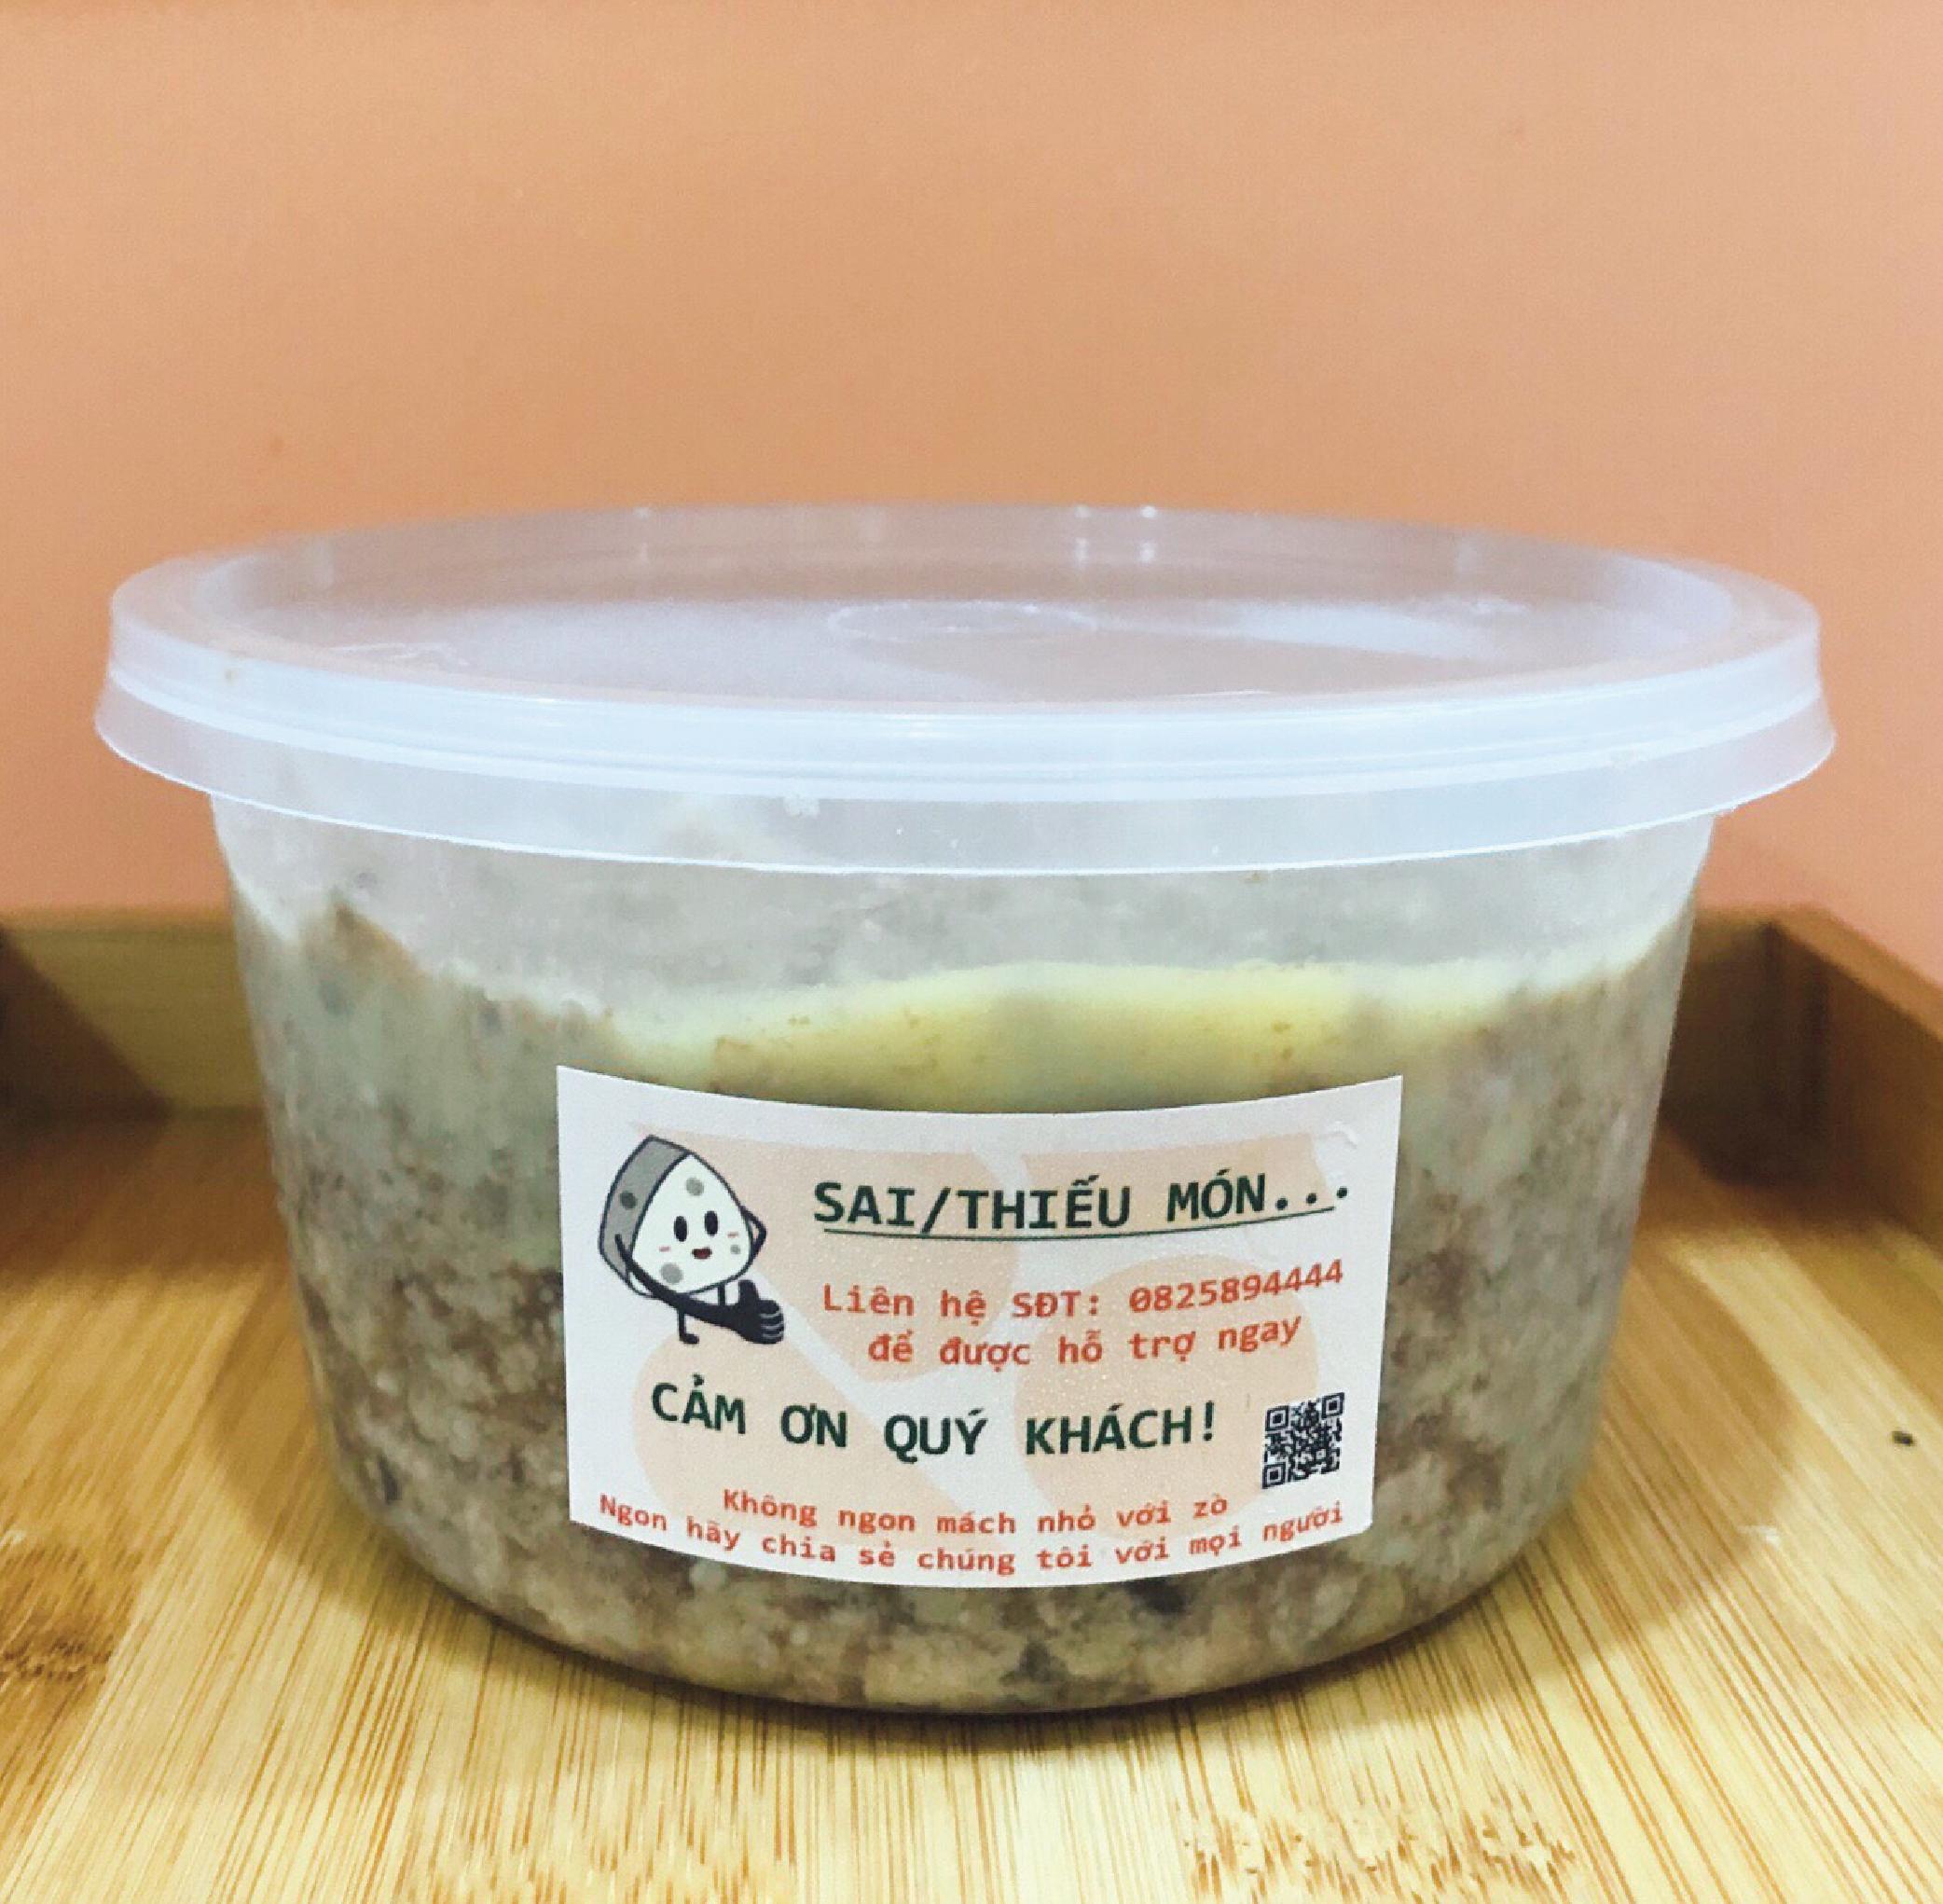 SAI/THIẾU MÓN...
Liên hệ SĐT: 0825894444
để được hỗ trợ ngay
CẢM ƠN QUÝ KHÁCH!
Không ngon mách nhỏ với zò
Ngon hãy chia sẻ chúng tôi với mọi người